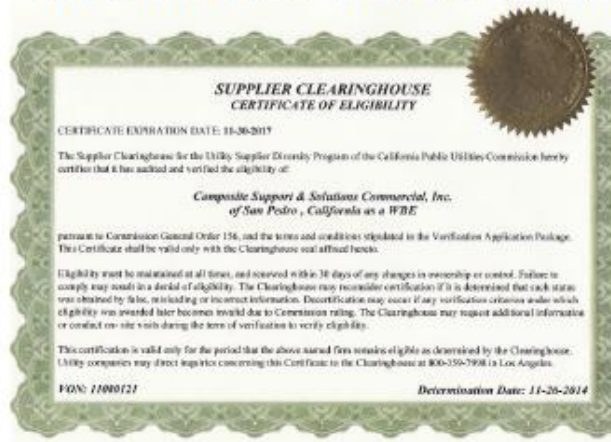 SUPPLIER CLEARINGHOUSE
CERTIFICATE OF ELIGIBILITY
CERTIFICATE EXPIRATION DATE: 11-30-2017
The Supplier Clearinghouse for the Utility Supplier Diversity Program of the California Public Utilities Commission hereby
certifies that it has audited and verified the eligibility of:
Composite Support & Solutions Commercial, Inc.
of San Pedro , California as a WBE
pursuant to Commission General Order 156, and the terms and conditions stipulated in the Verification Application Package.
This Certificate shall be valid only with the Clearinghouse seal affixed hereto.
Eligibility must be maintained at all times, and renewed within 30 days of any changes in ownership or control. Failure to
comply may result in a denial of eligibility. The Clearinghouse may reconsider certification if it is determined that such status
was obtained by false, misleading or incorrect information. Decertification may occur if any verification criterion under which
eligibility was awarded later becomes invalid due to Commission ruling. The Clearinghouse may request additional information
or conduct on- site visits during the term of verification to verify eligibility.
This certification is valid only for the period that the above named firm remains eligible as determined by the Clearinghouse.
Utility companies may direct inquiries concerning this Certificate to the Clearinghouse at 800-359-7998 in Los Angeles.
VON: 11080121
Determination Date: 11-26-2014